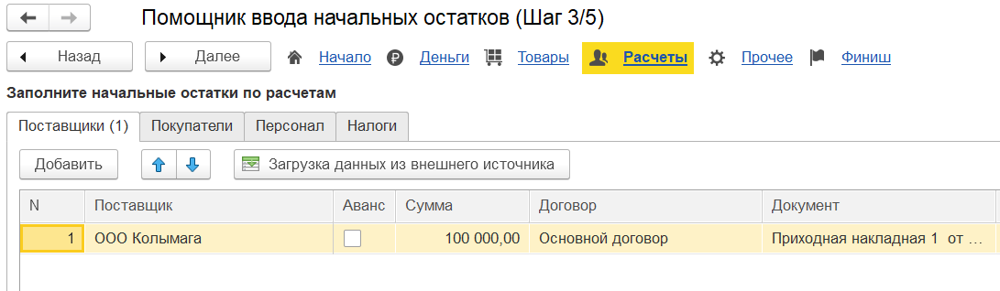 Помощник ввода начальных остатков (Шаг 3/5)
Назад Далее Начало Деньги Товары Расчеты Прочее Финиш
Заполните начальные остатки по расчетам
Поставщики (1) Покупатели Персонал Налоги
Добавить Загрузка данных из внешнего источника
N Поставщик Аванс Сумма Договор Документ
1 ООО Колымага 100 000,00 Основной договор Приходная накладная 1 от ...